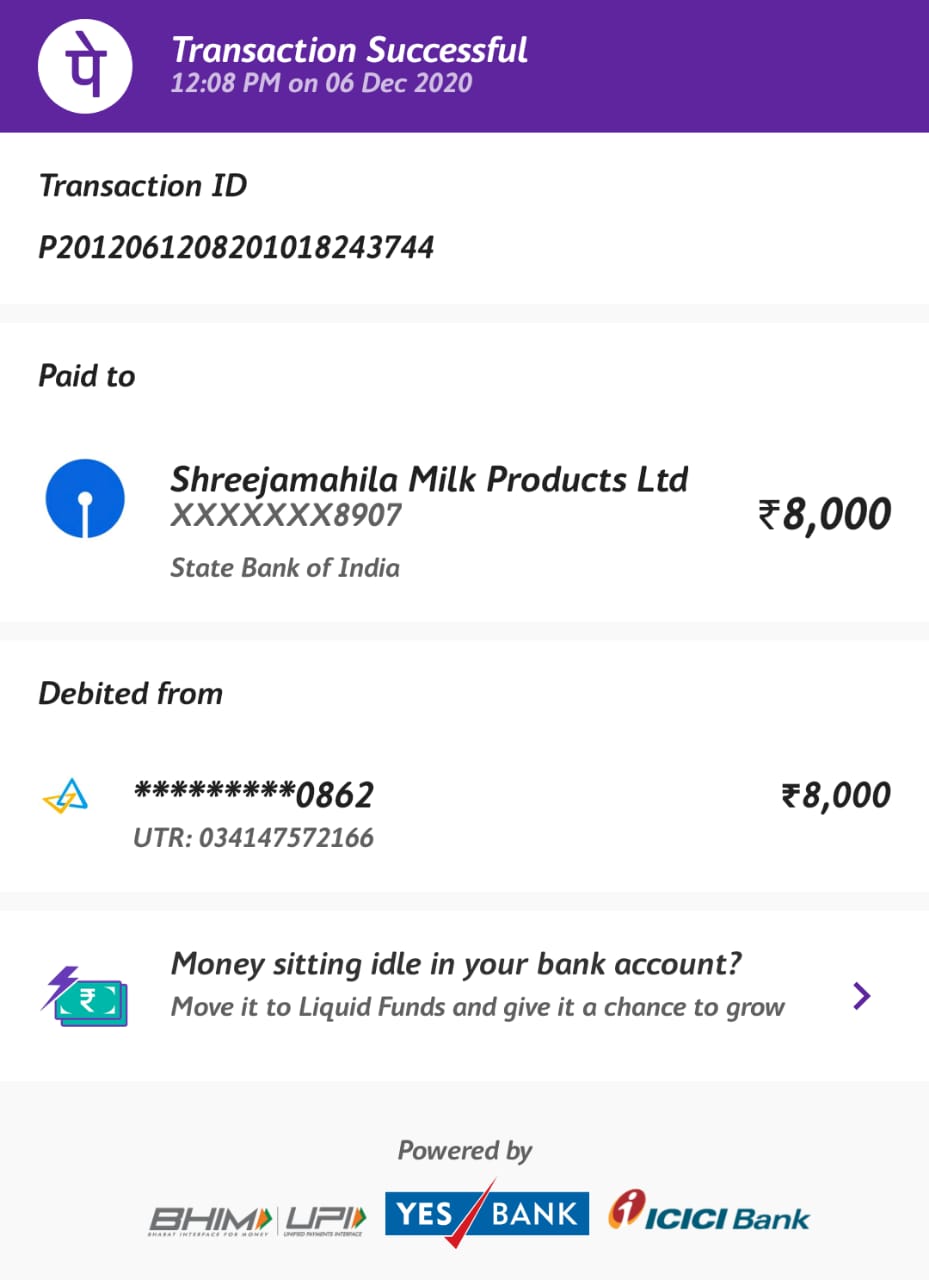 पे
Transaction Successful
12:08 PM on 06 Dec 2020
Transaction ID
P2012061208201018243744
Paid to
Shreejamahila Milk Products Ltd
XXXXXXX8907
₹8,000
State Bank of India
Debited from
*********0862
₹8,000
UTR: 034147572166
Money sitting idle in your bank account?
₹
Move it to Liquid Funds and give it a chance to grow
Powered by
BHIM UPI YES BANK ICICI Bank
BHARAT INTERFACE FOR MONEY UNIFIED PAYMENTS INTERFACE